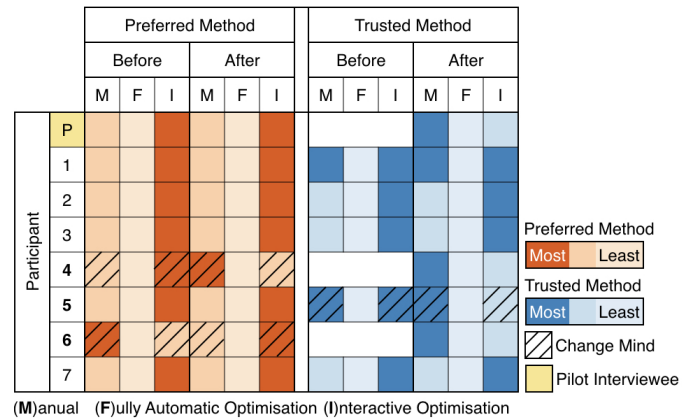 Preferred Method Trusted Method
Before After Before After
M F I M F I M F I M F I
Participant
P
1
2
3
4
5
6
7
Preferred Method
Most Least
Trusted Method
Most Least
Change Mind
Pilot Interviewee
(M)anual (F)ully Automatic Optimisation (I)nteractive Optimisation